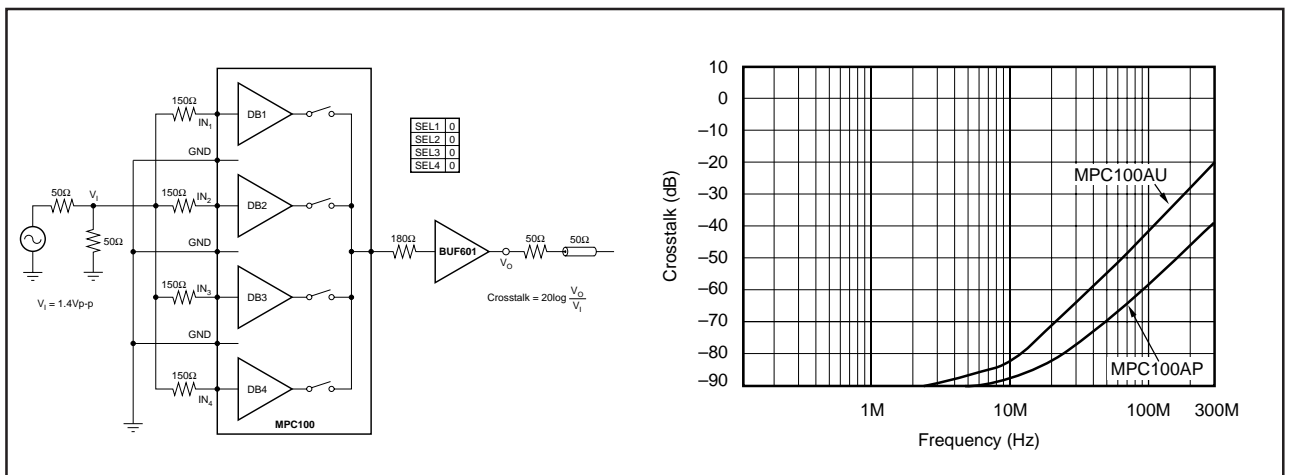 150Ω
IN1
DB1
GND
SEL1 0
SEL2 0
SEL3 0
SEL4 0
50Ω
VI
50Ω
VI = 1.4Vp-p
150Ω
IN2
DB2
GND
150Ω
IN3
DB3
GND
150Ω
IN4
DB4
MPC100
180Ω
BUF601
VO
50Ω
50Ω
Crosstalk = 20log VO
VI
10
0
–10
–20
–30
–40
–50
–60
–70
–80
–90
Crosstalk (dB)
MPC100AU
MPC100AP
1M 10M 100M 300M
Frequency (Hz)